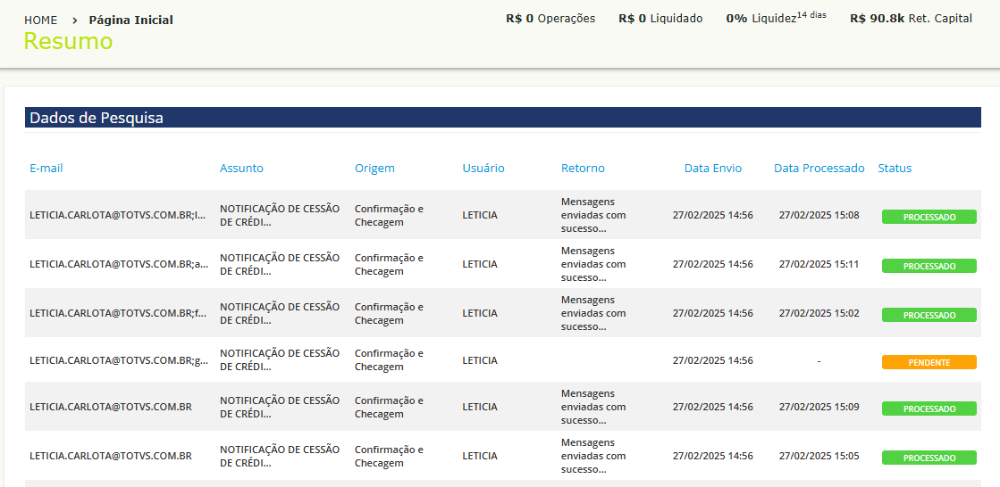 HOME > Página Inicial
R$ 0 Operações R$ 0 Liquidado 0% Liquidez14 dias R$ 90.8k Ret. Capital
Resumo
Dados de Pesquisa
E-mail Assunto Origem Usuário Retorno Data Envio Data Processado Status
LETICIA.CARLOTA@TOTVS.COM.BR;l... NOTIFICAÇÃO DE CESSÃO DE CRÉDI... Confirmação e Checagem LETICIA Mensagens enviadas com sucesso... 27/02/2025 14:56 27/02/2025 15:08 PROCESSADO
LETICIA.CARLOTA@TOTVS.COM.BR;a... NOTIFICAÇÃO DE CESSÃO DE CRÉDI... Confirmação e Checagem LETICIA Mensagens enviadas com sucesso... 27/02/2025 14:56 27/02/2025 15:11 PROCESSADO
LETICIA.CARLOTA@TOTVS.COM.BR;f... NOTIFICAÇÃO DE CESSÃO DE CRÉDI... Confirmação e Checagem LETICIA Mensagens enviadas com sucesso... 27/02/2025 14:56 27/02/2025 15:02 PROCESSADO
LETICIA.CARLOTA@TOTVS.COM.BR;g... NOTIFICAÇÃO DE CESSÃO DE CRÉDI... Confirmação e Checagem LETICIA 27/02/2025 14:56 - PENDENTE
LETICIA.CARLOTA@TOTVS.COM.BR NOTIFICAÇÃO DE CESSÃO DE CRÉDI... Confirmação e Checagem LETICIA Mensagens enviadas com sucesso... 27/02/2025 14:56 27/02/2025 15:09 PROCESSADO
LETICIA.CARLOTA@TOTVS.COM.BR NOTIFICAÇÃO DE CESSÃO DE CRÉDI... Confirmação e Checagem LETICIA Mensagens enviadas com sucesso... 27/02/2025 14:56 27/02/2025 15:05 PROCESSADO